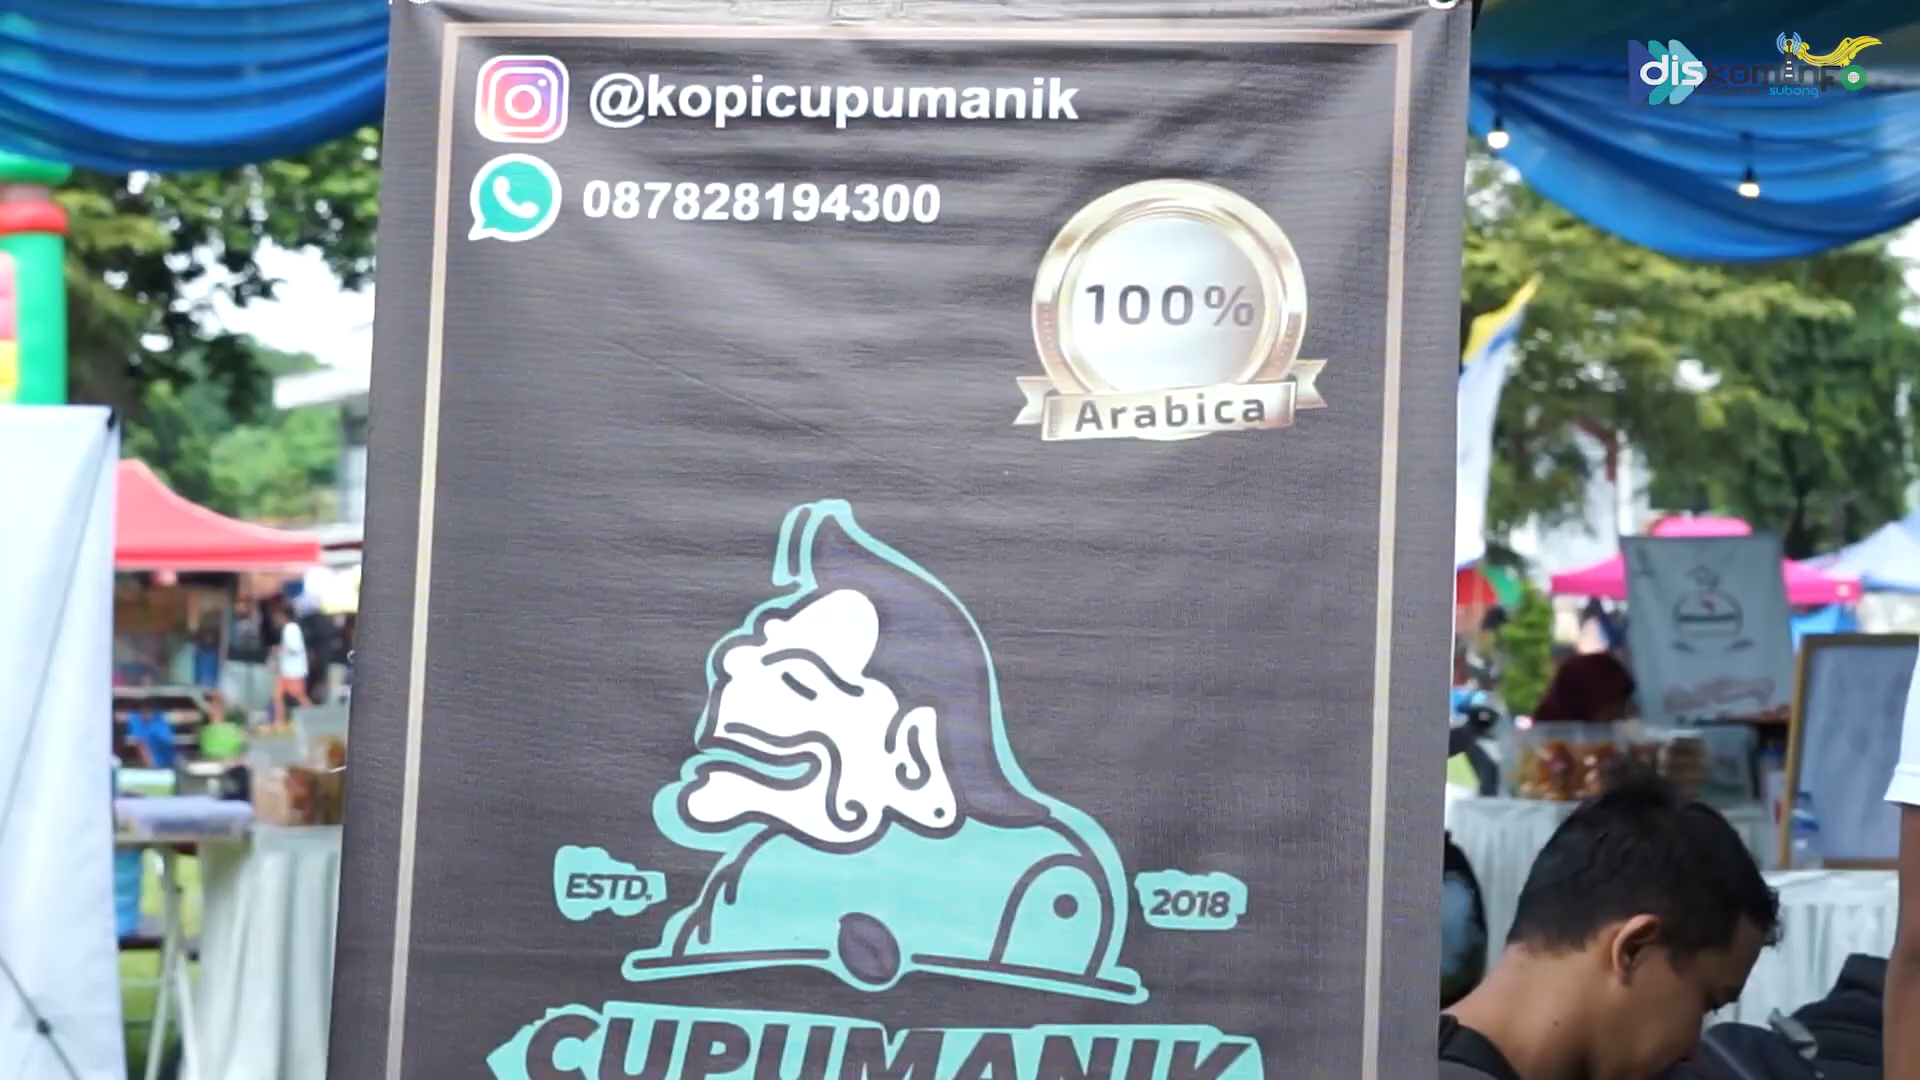 @kopicupumanik
087828194300
100%
Arabica
ESTD.
2018
CUPUMANIK
diskominfo
subang